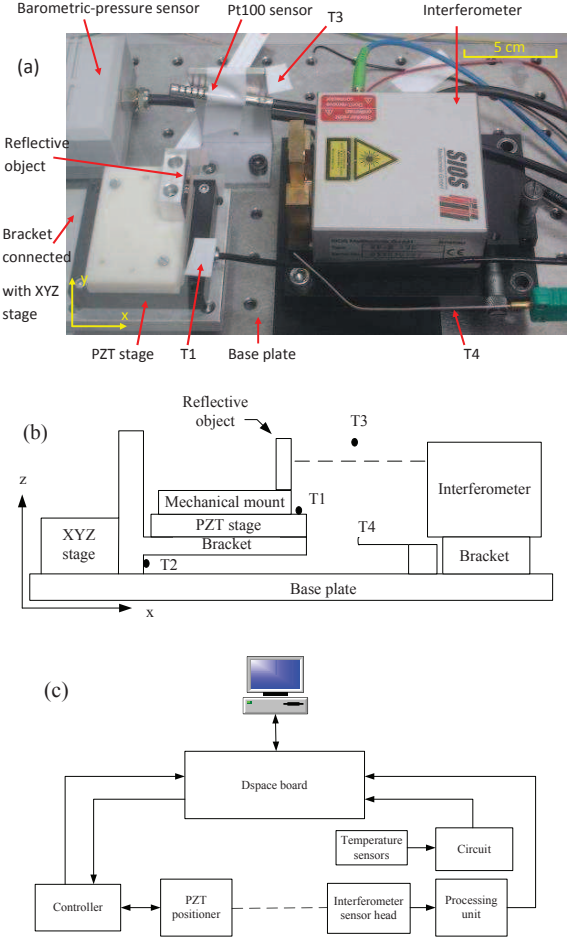 Barometric-pressure sensor
Pt100 sensor
T3
Interferometer
(a)
5 cm
Reflective
object
SIOS
Bracket
connected
with XYZ
stage
y
x
PZT stage
T1
Base plate
T4
(b)
Reflective
object
T3
z
Mechanical mount
T1
Interferometer
XYZ
stage
PZT stage
T4
Bracket
Bracket
T2
Base plate
x
(c)
Dspace board
Temperature
sensors
Circuit
Controller
PZT
positioner
Interferometer
sensor head
Processing
unit